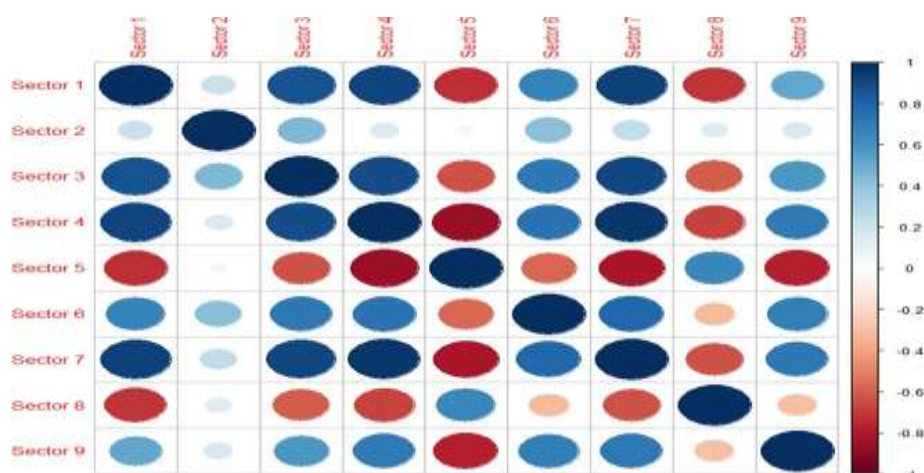 Sector 1
Sector 2
Sector 3
Sector 4
Sector 5
Sector 6
Sector 7
Sector 8
Sector 9
Sector 1
Sector 2
Sector 3
Sector 4
Sector 5
Sector 6
Sector 7
Sector 8
Sector 9
1
0.8
0.6
0.4
0.2
0
-0.2
-0.4
-0.6
-0.8